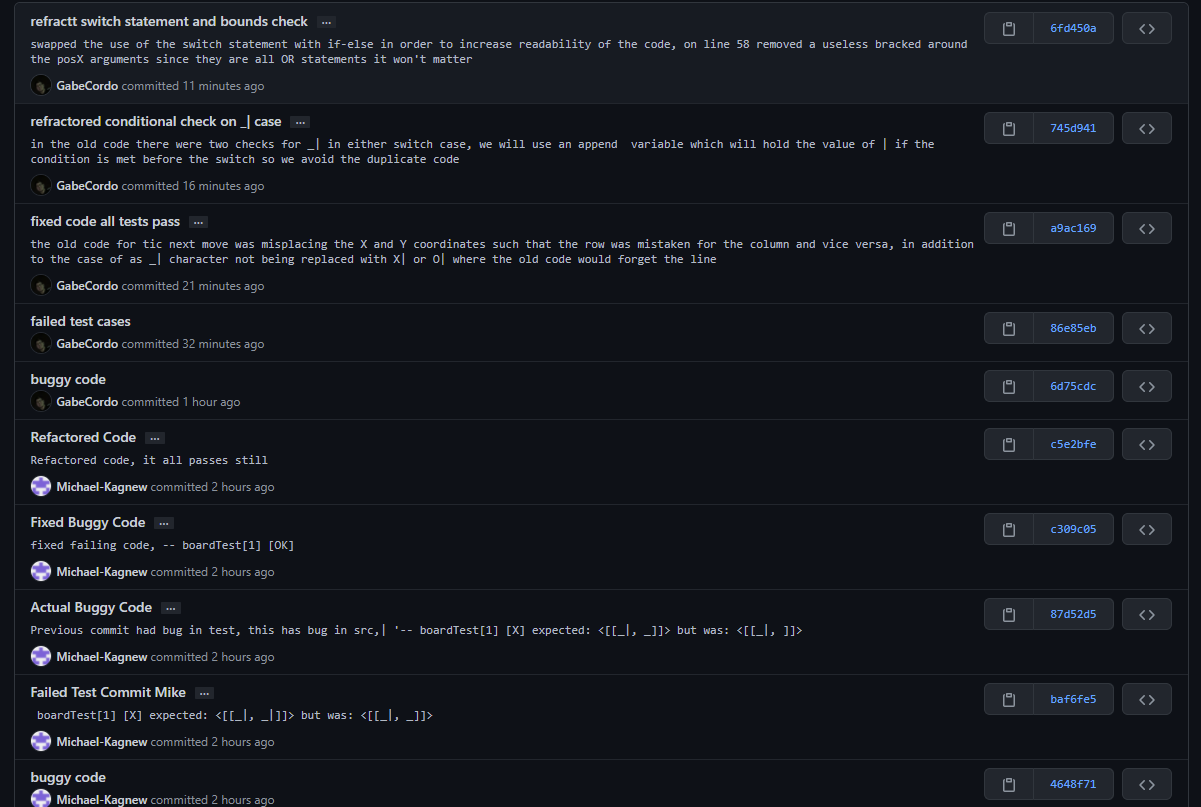 refractt switch statement and bounds check ...
6fd450a
swapped the use of the switch statement with if-else in order to increase readability of the code, on line 58 removed a useless bracked around
the posX arguments since they are all OR statements it won't matter
GabeCordo committed 11 minutes ago
refractored conditional check on _| case ...
745d941
in the old code there were two checks for _| in either switch case, we will use an append  variable which will hold the value of | if the
condition is met before the switch so we avoid the duplicate code
GabeCordo committed 16 minutes ago
fixed code all tests pass ...
a9ac169
the old code for tic next move was misplacing the X and Y coordinates such that the row was mistaken for the column and vice versa, in addition
to the case of as _| character not being replaced with X| or O| where the old code would forget the line
GabeCordo committed 21 minutes ago
failed test cases
86e85eb
GabeCordo committed 32 minutes ago
buggy code
6d75cdc
GabeCordo committed 1 hour ago
Refactored Code ...
c5e2bfe
Refactored code, it all passes still
Michael-Kagnew committed 2 hours ago
Fixed Buggy Code ...
c309c05
fixed failing code, -- boardTest[1] [OK]
Michael-Kagnew committed 2 hours ago
Actual Buggy Code ...
87d52d5
Previous commit had bug in test, this has bug in src,| '-- boardTest[1] [X] expected: <[[_|, _]]> but was: <[[_|, ]]>
Michael-Kagnew committed 2 hours ago
Failed Test Commit Mike ...
baf6fe5
boardTest[1] [X] expected: <[[_|, _|]]> but was: <[[_|, _]]>
Michael-Kagnew committed 2 hours ago
buggy code
4648f71
Michael-Kagnew committed 2 hours ago